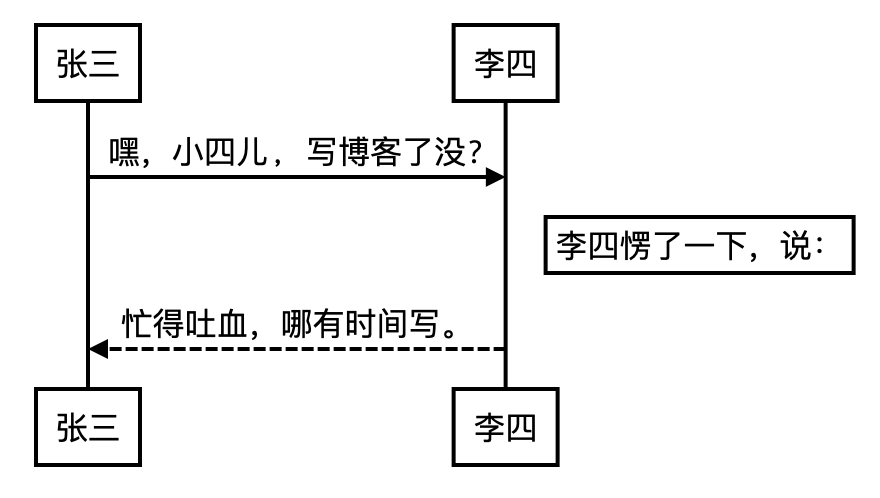 张三
李四
嘿，小四儿， 写博客了没?
李四愣了一下，说：
忙得吐血，哪有时间写。
张三
李四